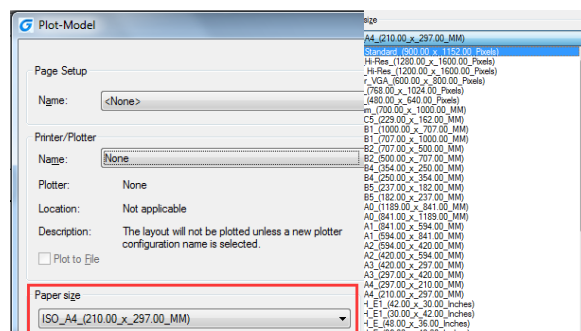 Plot-Model
Page Setup
Name:
<None>
Printer/Plotter
Name:
None
Plotter:
None
Location:
Not applicable
Description:
The layout will not be plotted unless a new plotter
configuration name is selected.
Plot to File
Paper size
ISO_A4_(210.00_x_297.00_MM)
size
A4_(210.00_x_297.00_MM)
Standard_(900.00_x_1152.00_Pixels)
Hi-Res_(1280.00_x_1600.00_Pixels)
_Hi-Res_(1200.00_x_1600.00_Pixels)
r_VGA_(600.00_x_800.00_Pixels)
_(768.00_x_1024.00_Pixels)
_(480.00_x_640.00_Pixels)
m_(700.00_x_1000.00_MM)
C5_(229.00_x_162.00_MM)
B1_(1000.00_x_707.00_MM)
B1_(707.00_x_1000.00_MM)
B2_(707.00_x_500.00_MM)
B2_(500.00_x_707.00_MM)
B4_(354.00_x_250.00_MM)
B4_(250.00_x_354.00_MM)
B5_(237.00_x_182.00_MM)
B5_(182.00_x_237.00_MM)
A0_(1189.00_x_841.00_MM)
A0_(841.00_x_1189.00_MM)
A1_(841.00_x_594.00_MM)
A1_(594.00_x_841.00_MM)
A2_(594.00_x_420.00_MM)
A2_(420.00_x_594.00_MM)
A3_(420.00_x_297.00_MM)
A3_(297.00_x_420.00_MM)
A4_(297.00_x_210.00_MM)
A4_(210.00_x_297.00_MM)
H_E1_(42.00_x_30.00_Inches)
H_E1_(30.00_x_42.00_Inches)
H_E_(48.00_x_36.00_Inches)